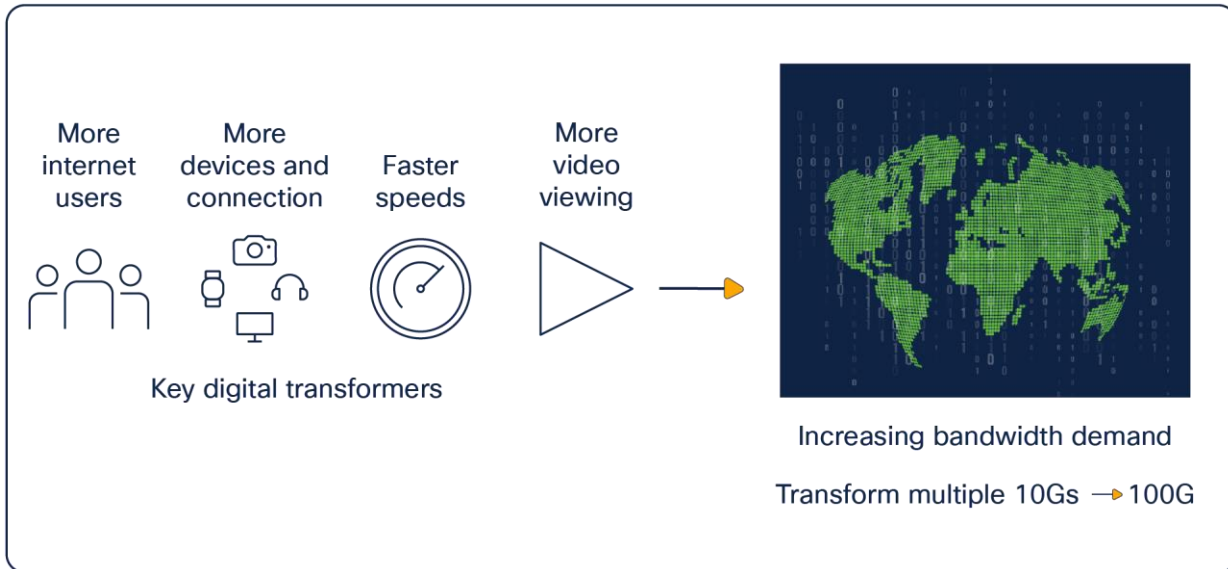 More
internet
users
More
devices and
connection
Faster
speeds
More
video
viewing
Key digital transformers
Increasing bandwidth demand
Transform multiple 10Gs → 100G